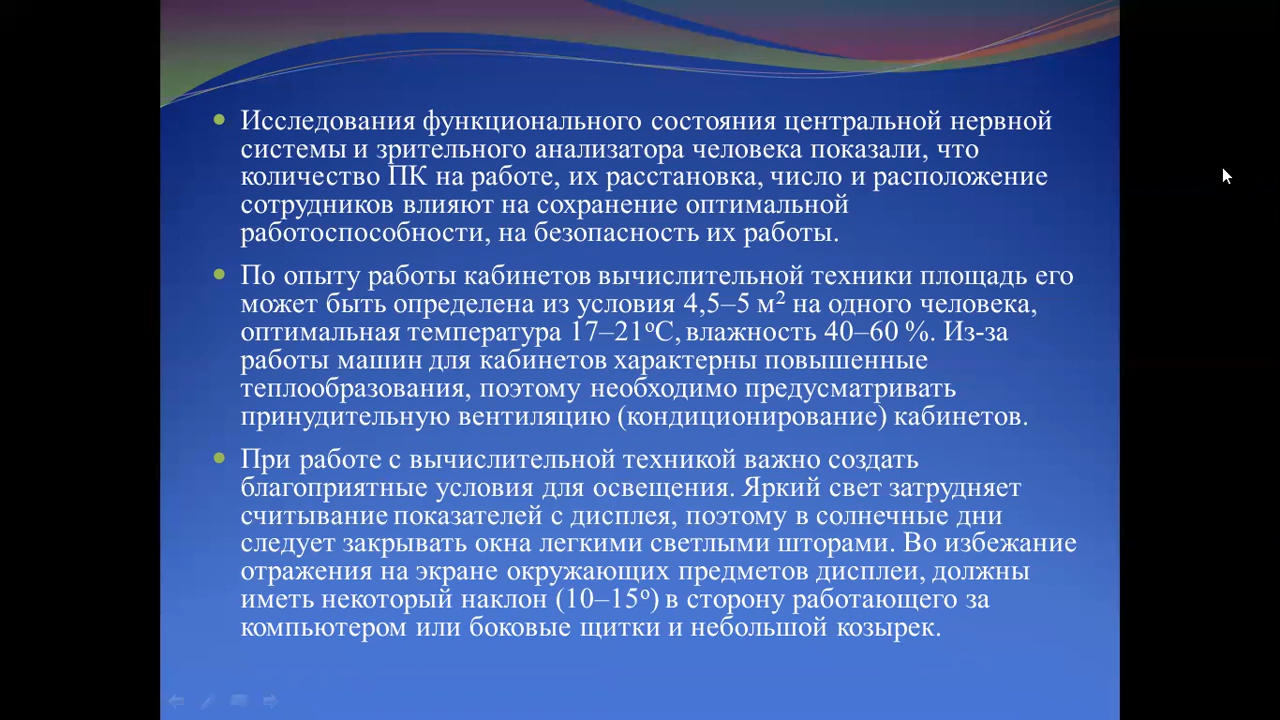 • Исследования функционального состояния центральной нервной
системы и зрительного анализатора человека показали, что
количество ПК на работе, их расстановка, число и расположение
сотрудников влияют на сохранение оптимальной
работоспособности, на безопасность их работы.
• По опыту работы кабинетов вычислительной техники площадь его
может быть определена из условия 4,5–5 м² на одного человека,
оптимальная температура 17–21ºС, влажность 40–60 %. Из-за
работы машин для кабинетов характерны повышенные
теплообразования, поэтому необходимо предусматривать
принудительную вентиляцию (кондиционирование) кабинетов.
• При работе с вычислительной техникой важно создать
благоприятные условия для освещения. Яркий свет затрудняет
считывание показателей с дисплея, поэтому в солнечные дни
следует закрывать окна легкими светлыми шторами. Во избежание
отражения на экране окружающих предметов дисплеи, должны
иметь некоторый наклон (10–15º) в сторону работающего за
компьютером или боковые щитки и небольшой козырек.